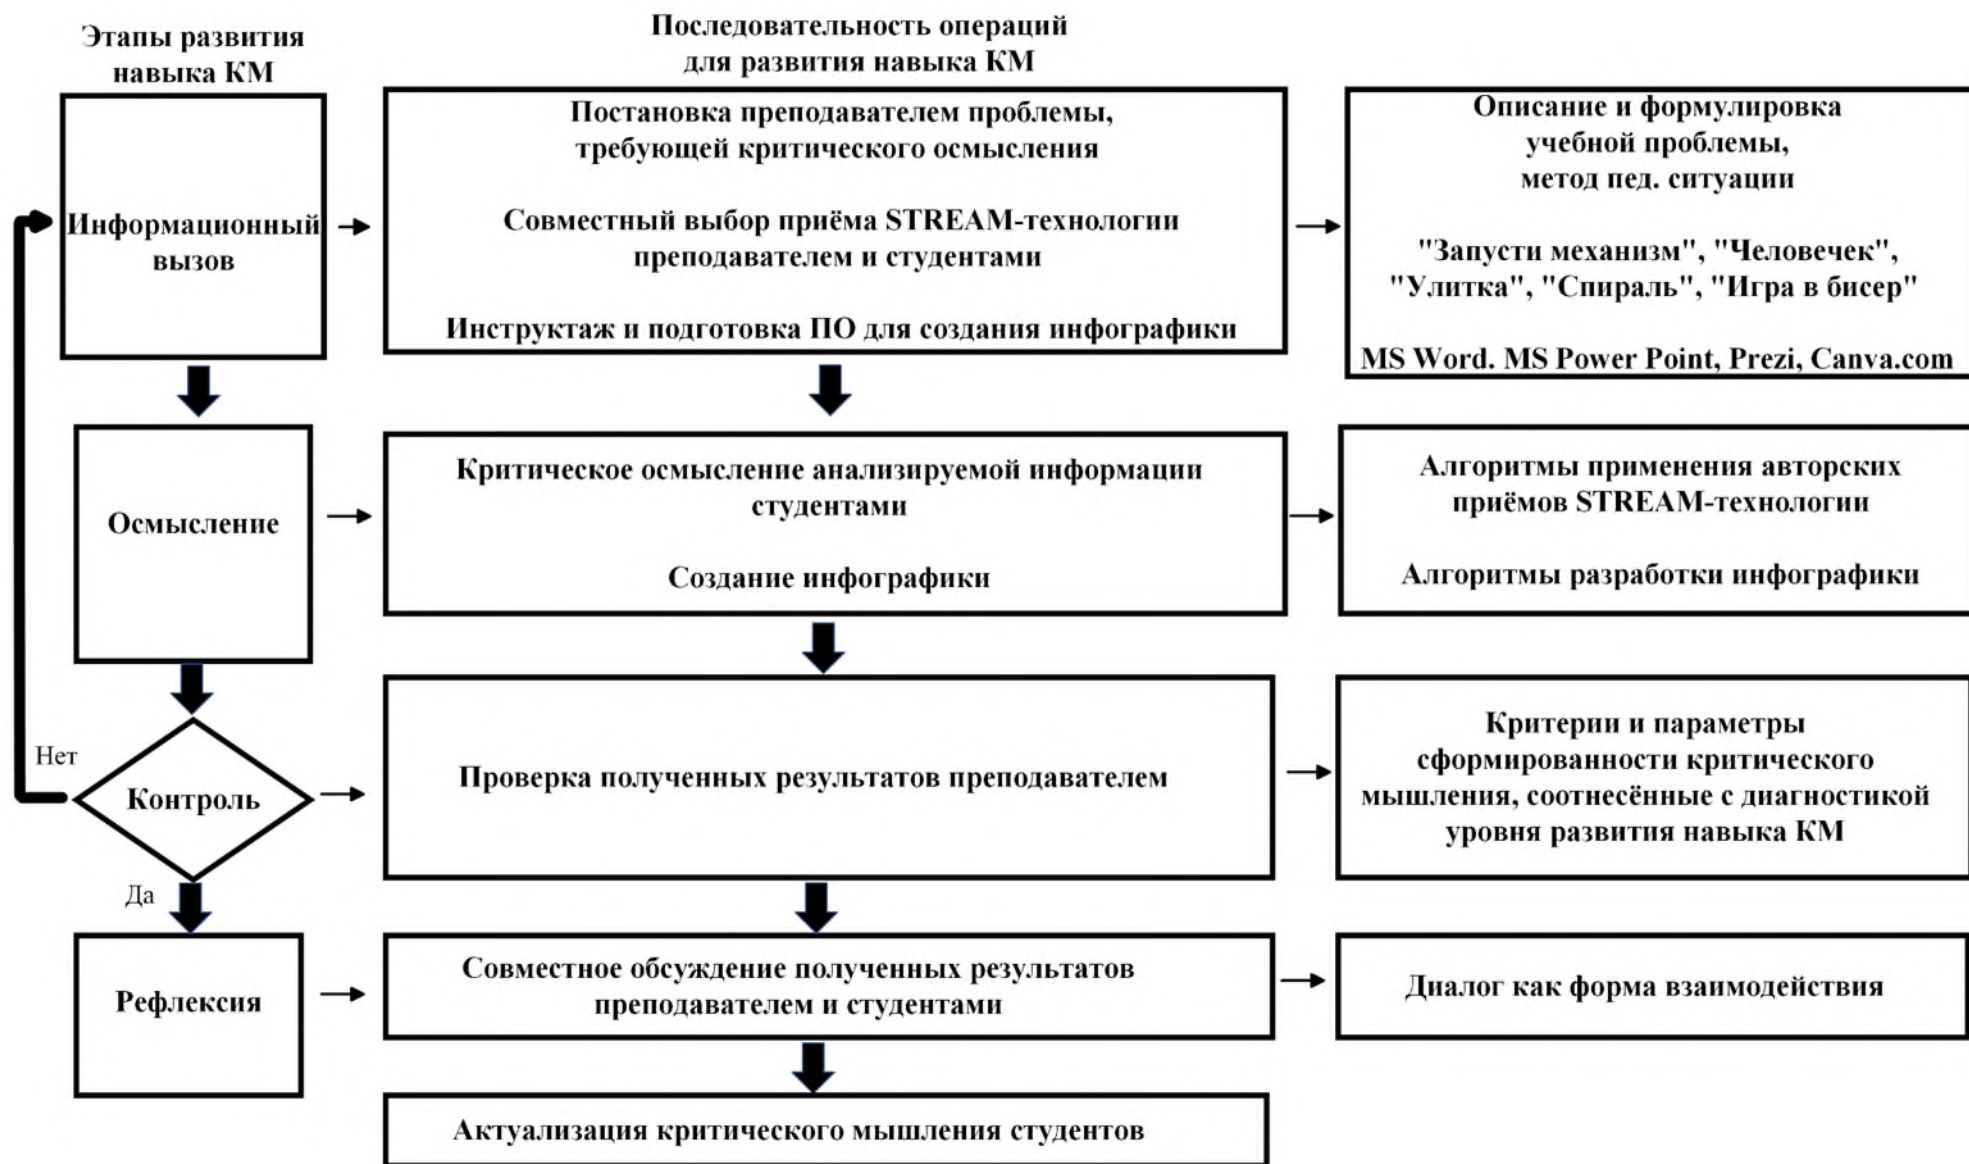 Этапы развития
навыка КМ
Последовательность операций
для развития навыка КМ
Информационный
вызов
Постановка преподавателем проблемы,
требующей критического осмысления
Совместный выбор приёма STREAM-технологии
преподавателем и студентами
Инструктаж и подготовка ПО для создания инфографики
Описание и формулировка
учебной проблемы,
метод пед. ситуации
"Запусти механизм", "Человечек",
"Улитка", "Спираль", "Игра в бисер"
MS Word. MS Power Point, Prezi, Canva.com
Осмысление
Критическое осмысление анализируемой информации
студентами
Создание инфографики
Алгоритмы применения авторских
приёмов STREAM-технологии
Алгоритмы разработки инфографики
Нет
Контроль
Да
Проверка полученных результатов преподавателем
Критерии и параметры
сформированности критического
мышления, соотнесённые с диагностикой
уровня развития навыка КМ
Рефлексия
Совместное обсуждение полученных результатов
преподавателем и студентами
Диалог как форма взаимодействия
Актуализация критического мышления студентов